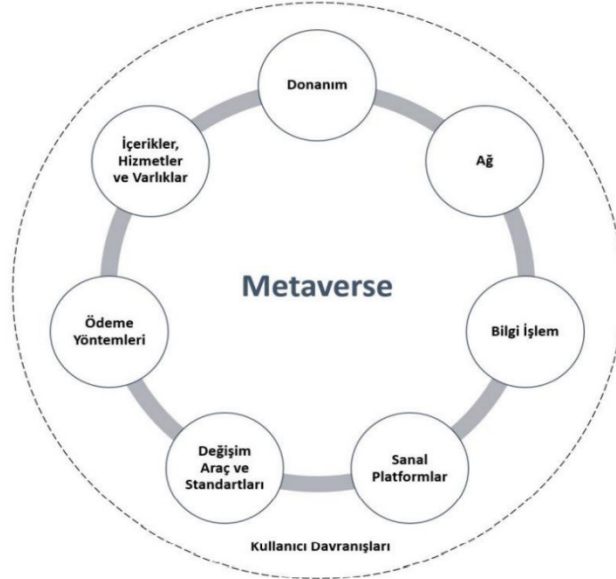 Donanım
Ağ
Bilgi İşlem
Sanal
Platformlar
Değişim
Araç ve
Standartları
Ödeme
Yöntemleri
İçerikler,
Hizmetler
ve Varlıklar
Metaverse
Kullanıcı Davranışları